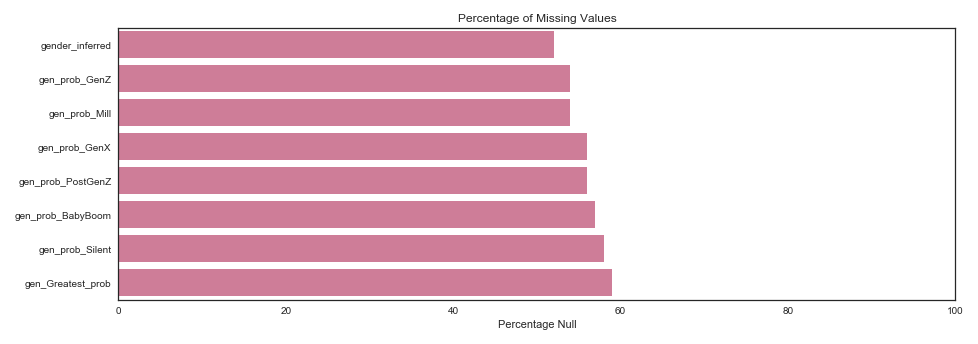 Percentage of Missing Values
gender_inferred
gen_prob_GenZ
gen_prob_Mill
gen_prob_GenX
gen_prob_PostGenZ
gen_prob_BabyBoom
gen_prob_Silent
gen_Greatest_prob
0 20 40 60 80 100
Percentage Null